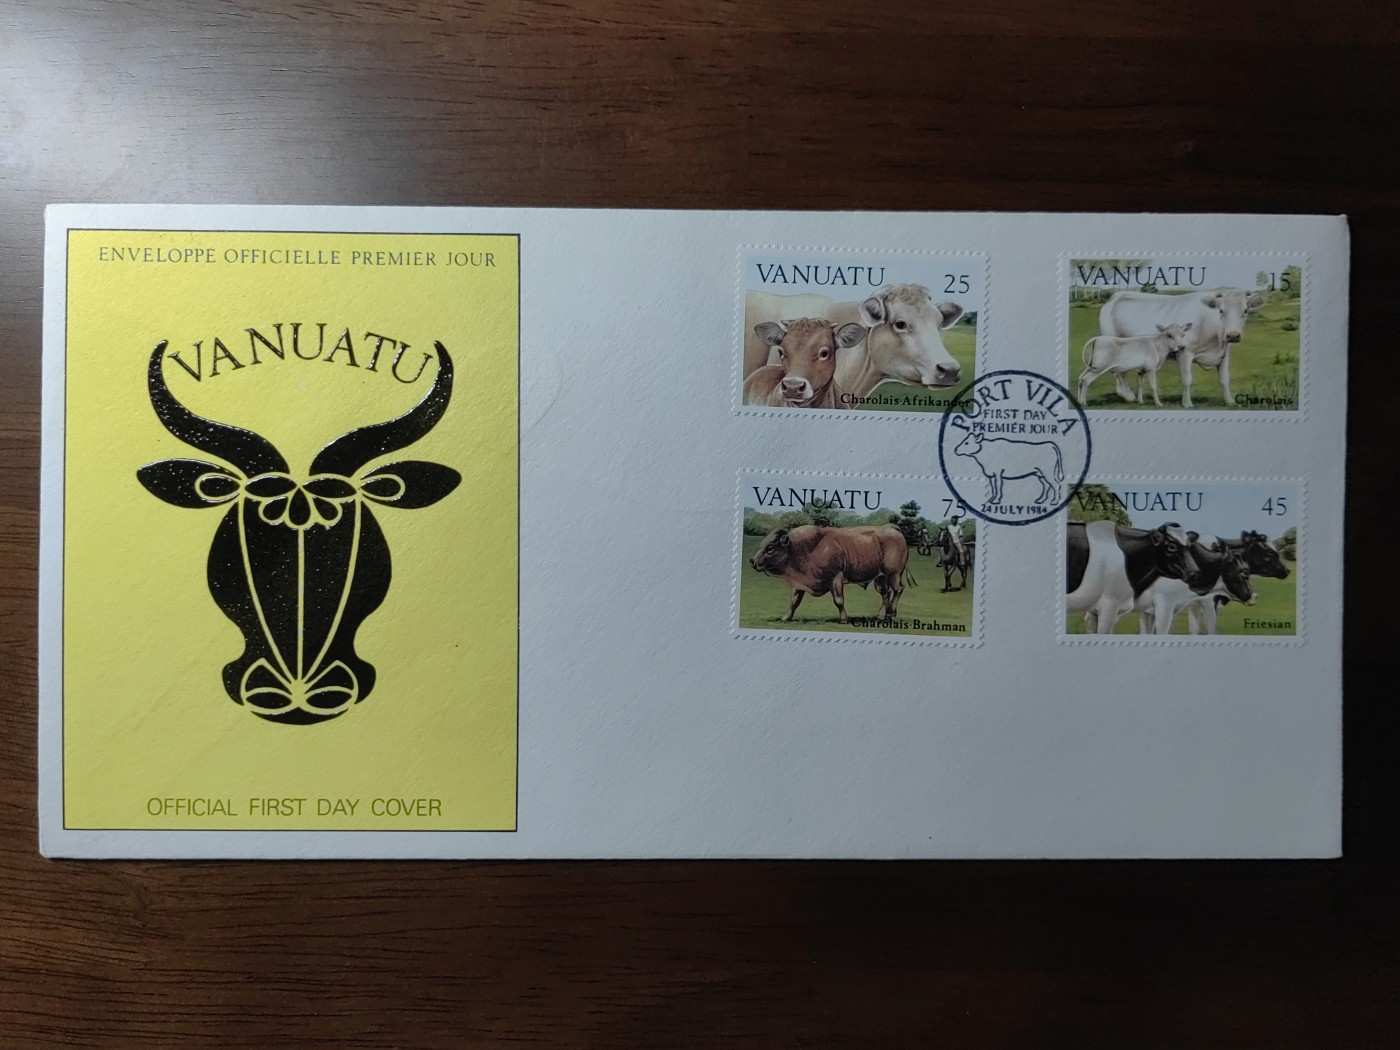 ENVELOPPE OFFICIELLE PREMIER JOUR
VANUATU
OFFICIAL FIRST DAY COVER
VANUATU 25
Charolais-Afrikander
VANUATU 15
Charolais
PORT VILA
FIRST DAY
PREMIER JOUR
24 JULY 1984
VANUATU 75
Charolais-Brahman
VANUATU 45
Friesian